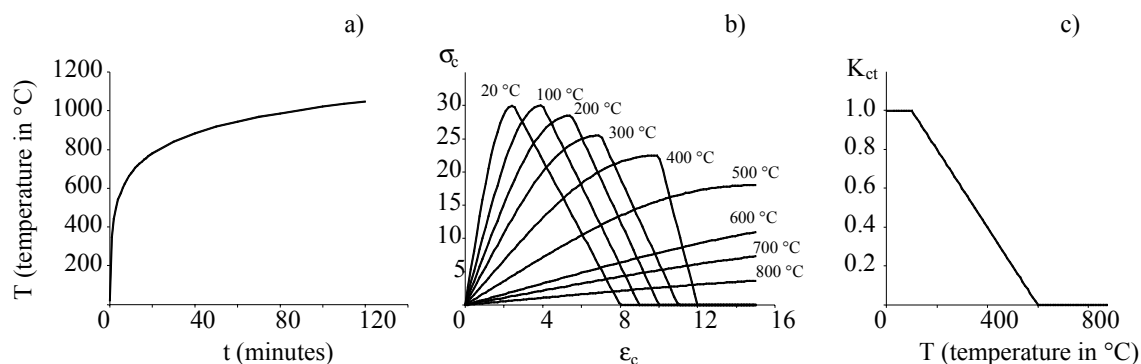 a)
T (temperature in °C)
1200
1000
800
600
400
200
0
40
80
120
t (minutes)
b)
σc
30
25
20
15
10
5
0
4
8
12
16
εc
20 °C
100 °C
200 °C
300 °C
400 °C
500 °C
600 °C
700 °C
800 °C
c)
Kct
1.0
0.8
0.6
0.4
0.2
0
400
800
T (temperature in °C)